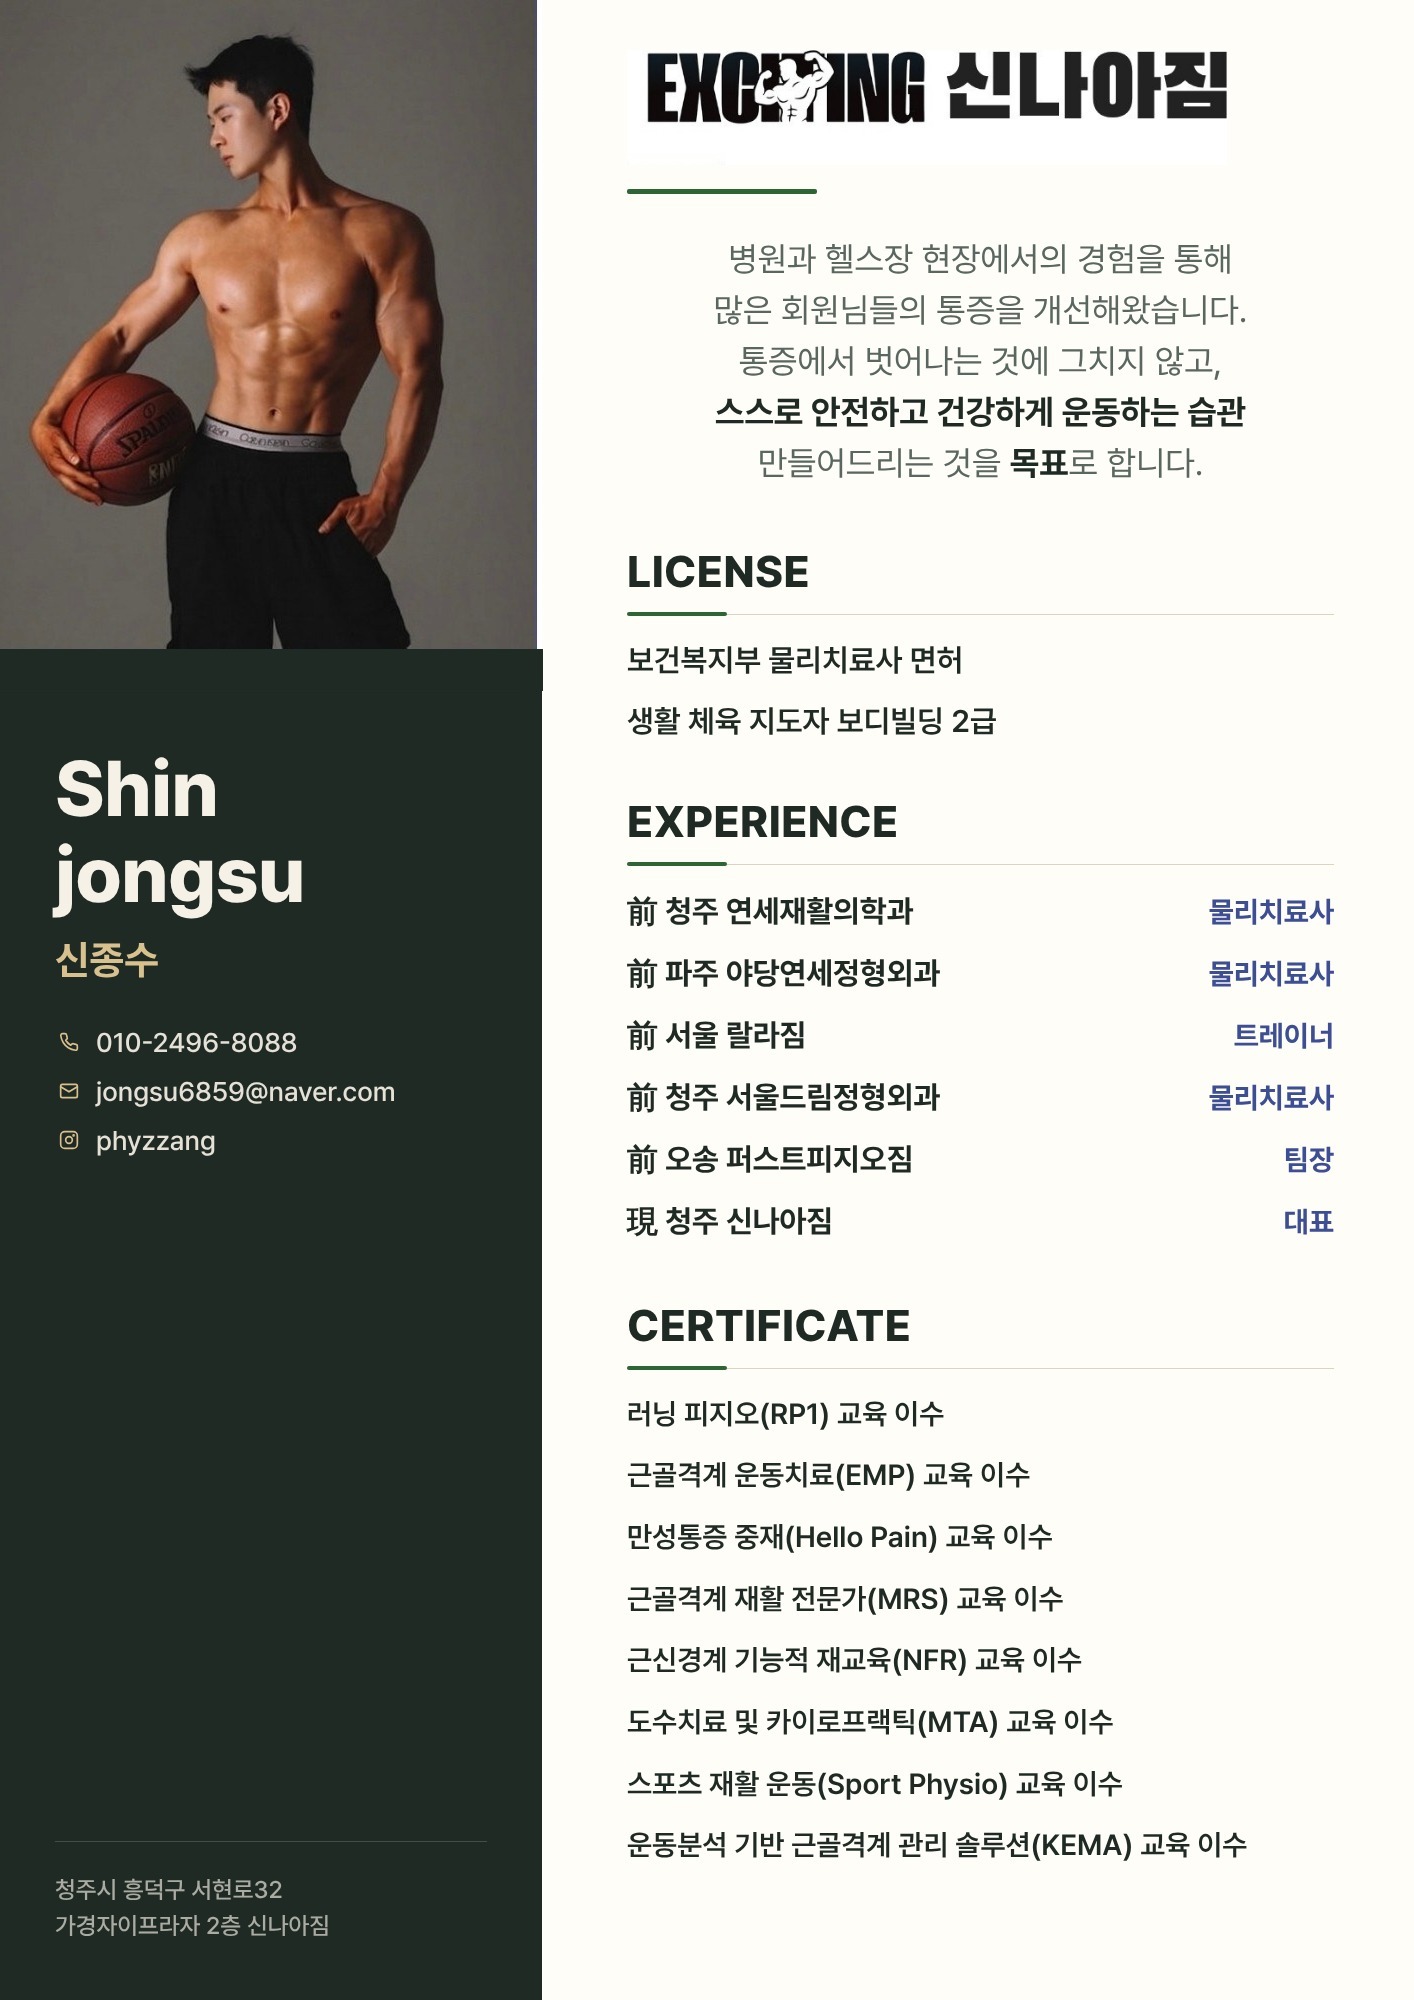 EXCITING 신나아짐
병원과 헬스장 현장에서의 경험을 통해
많은 회원님들의 통증을 개선해왔습니다.
통증에서 벗어나는 것에 그치지 않고,
스스로 안전하고 건강하게 운동하는 습관
만들어드리는 것을 목표로 합니다.
SPALDING
Calvin Klein
Shin
jongsu
신종수
010-2496-8088
jongsu6859@naver.com
phyzzang
청주시 흥덕구 서현로32
가경자이프라자 2층 신나아짐
LICENSE
보건복지부 물리치료사 면허
생활 체육 지도자 보디빌딩 2급
EXPERIENCE
前 청주 연세재활의학과 물리치료사
前 파주 야당연세정형외과 물리치료사
前 서울 랄라짐 트레이너
前 청주 서울드림정형외과 물리치료사
前 오송 퍼스트피지오짐 팀장
現 청주 신나아짐 대표
CERTIFICATE
러닝 피지오(RP1) 교육 이수
근골격계 운동치료(EMP) 교육 이수
만성통증 중재(Hello Pain) 교육 이수
근골격계 재활 전문가(MRS) 교육 이수
근신경계 기능적 재교육(NFR) 교육 이수
도수치료 및 카이로프랙틱(MTA) 교육 이수
스포츠 재활 운동(Sport Physio) 교육 이수
운동분석 기반 근골격계 관리 솔루션(KEMA) 교육 이수